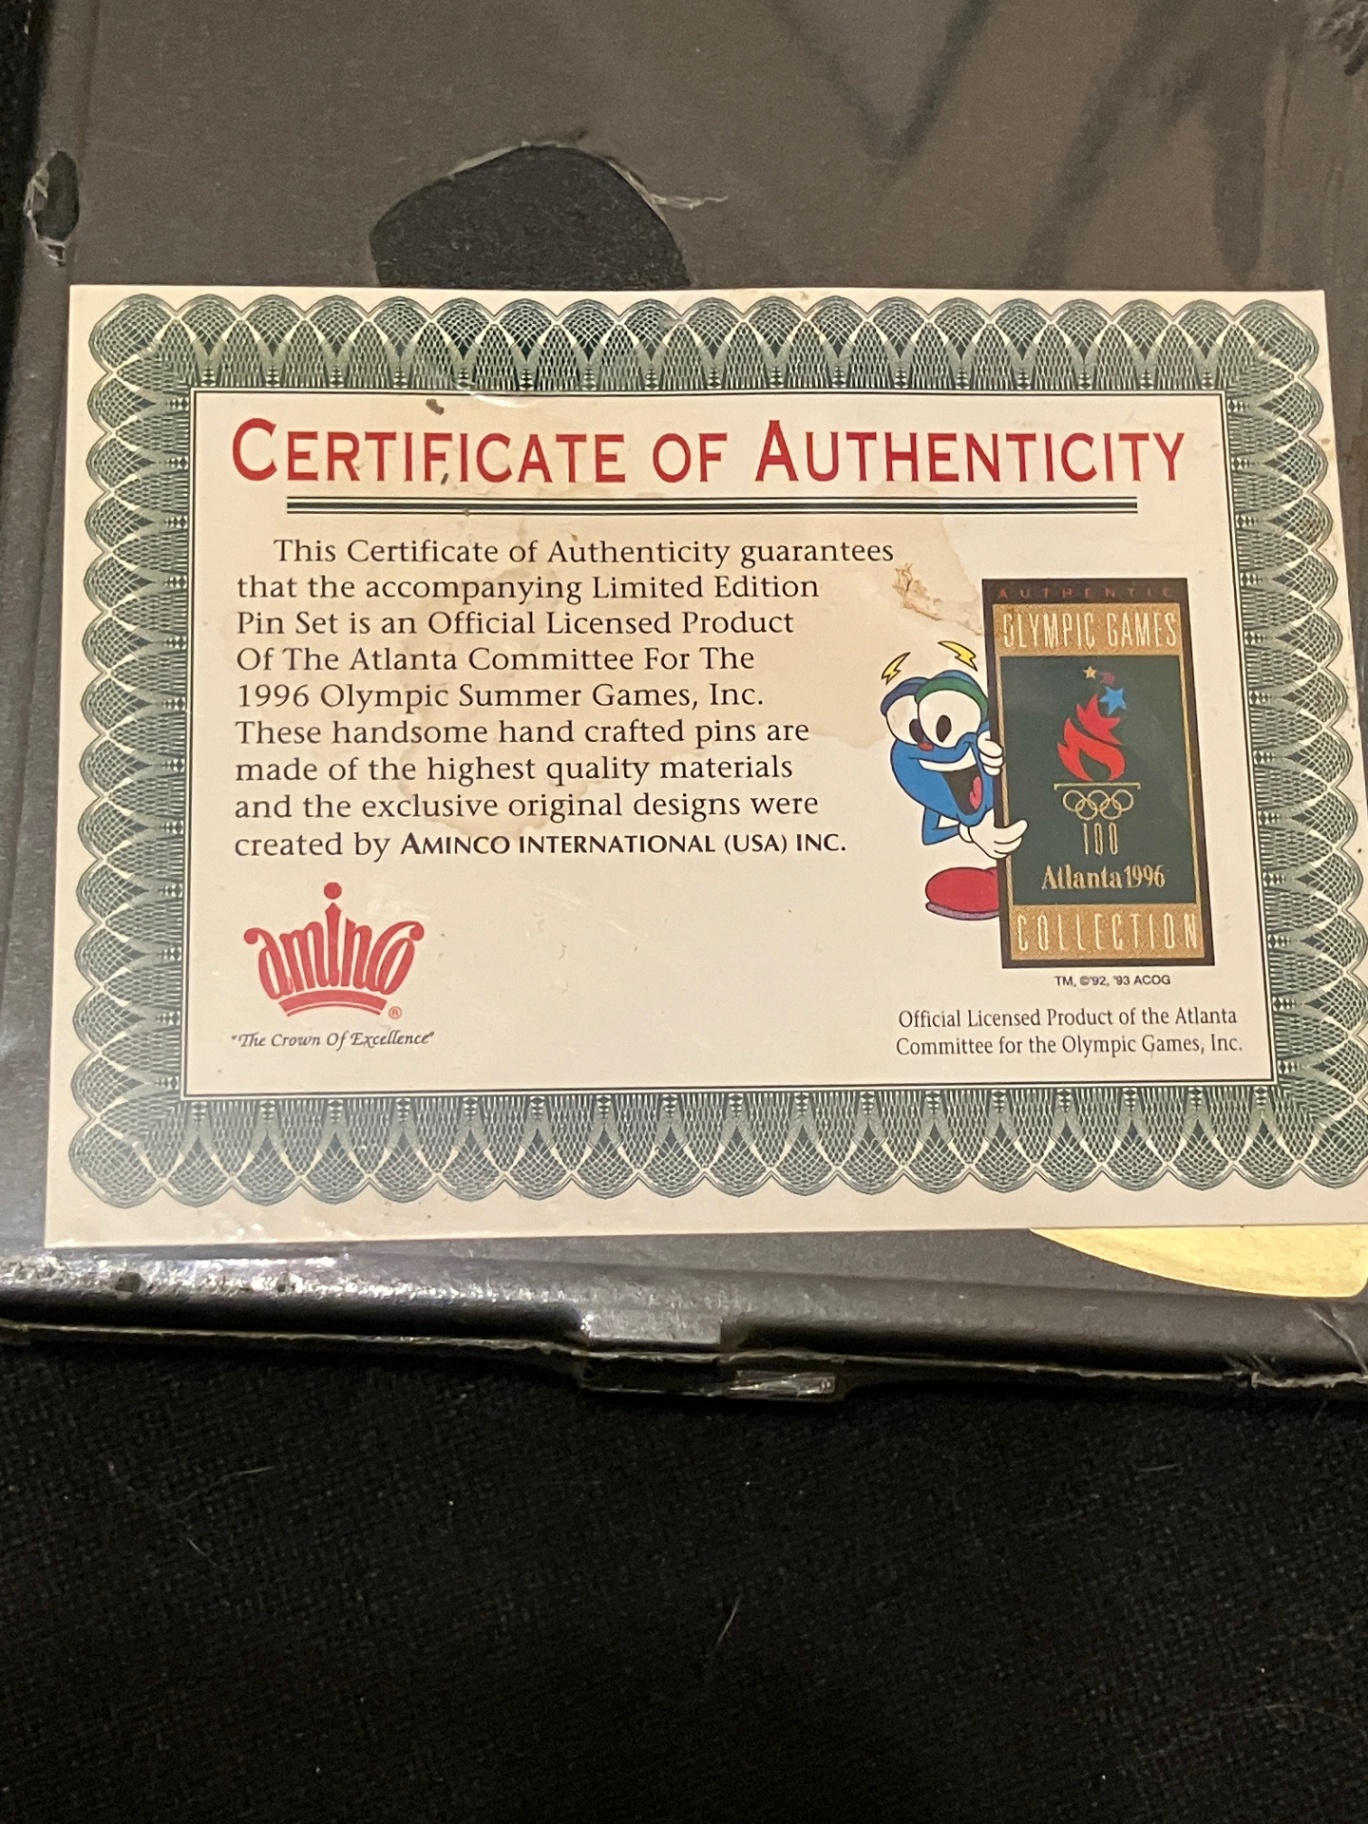 CERTIFICATE OF AUTHENTICITY
This Certificate of Authenticity guarantees
that the accompanying Limited Edition
Pin Set is an Official Licensed Product
Of The Atlanta Committee For The
1996 Olympic Summer Games, Inc.
These handsome hand crafted pins are
made of the highest quality materials
and the exclusive original designs were
created by AMINCO INTERNATIONAL (USA) INC.
aminco®
"The Crown Of Excellence"
AUTHENTIC
OLYMPIC GAMES
100
Atlanta 1996
COLLECTION
TM, ©'92, '93 ACOG
Official Licensed Product of the Atlanta
Committee for the Olympic Games, Inc.